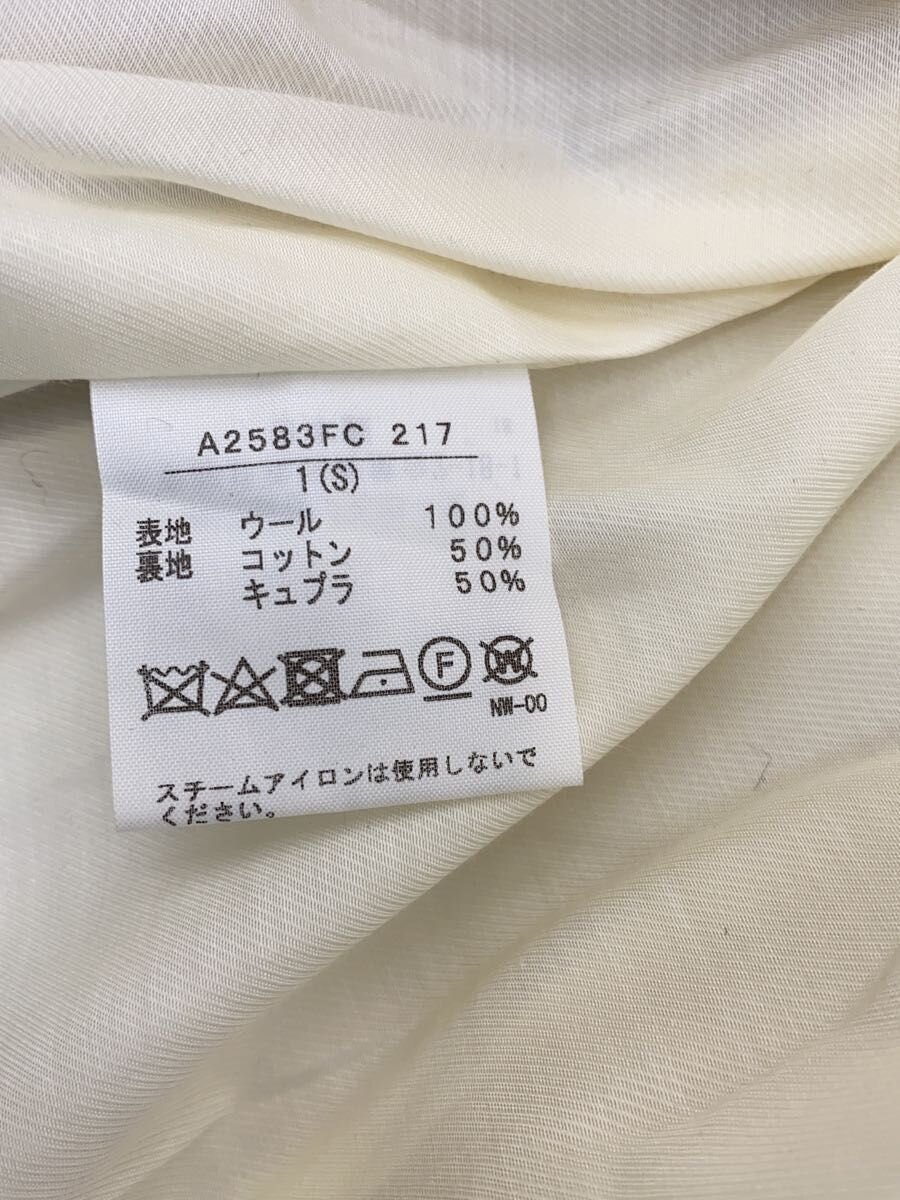 A2583FC 217
1(S)
表地 ウール 100%
裏地 コットン 50%
キュプラ 50%
F W
NW-00
スチームアイロンは使用しないで
ください。